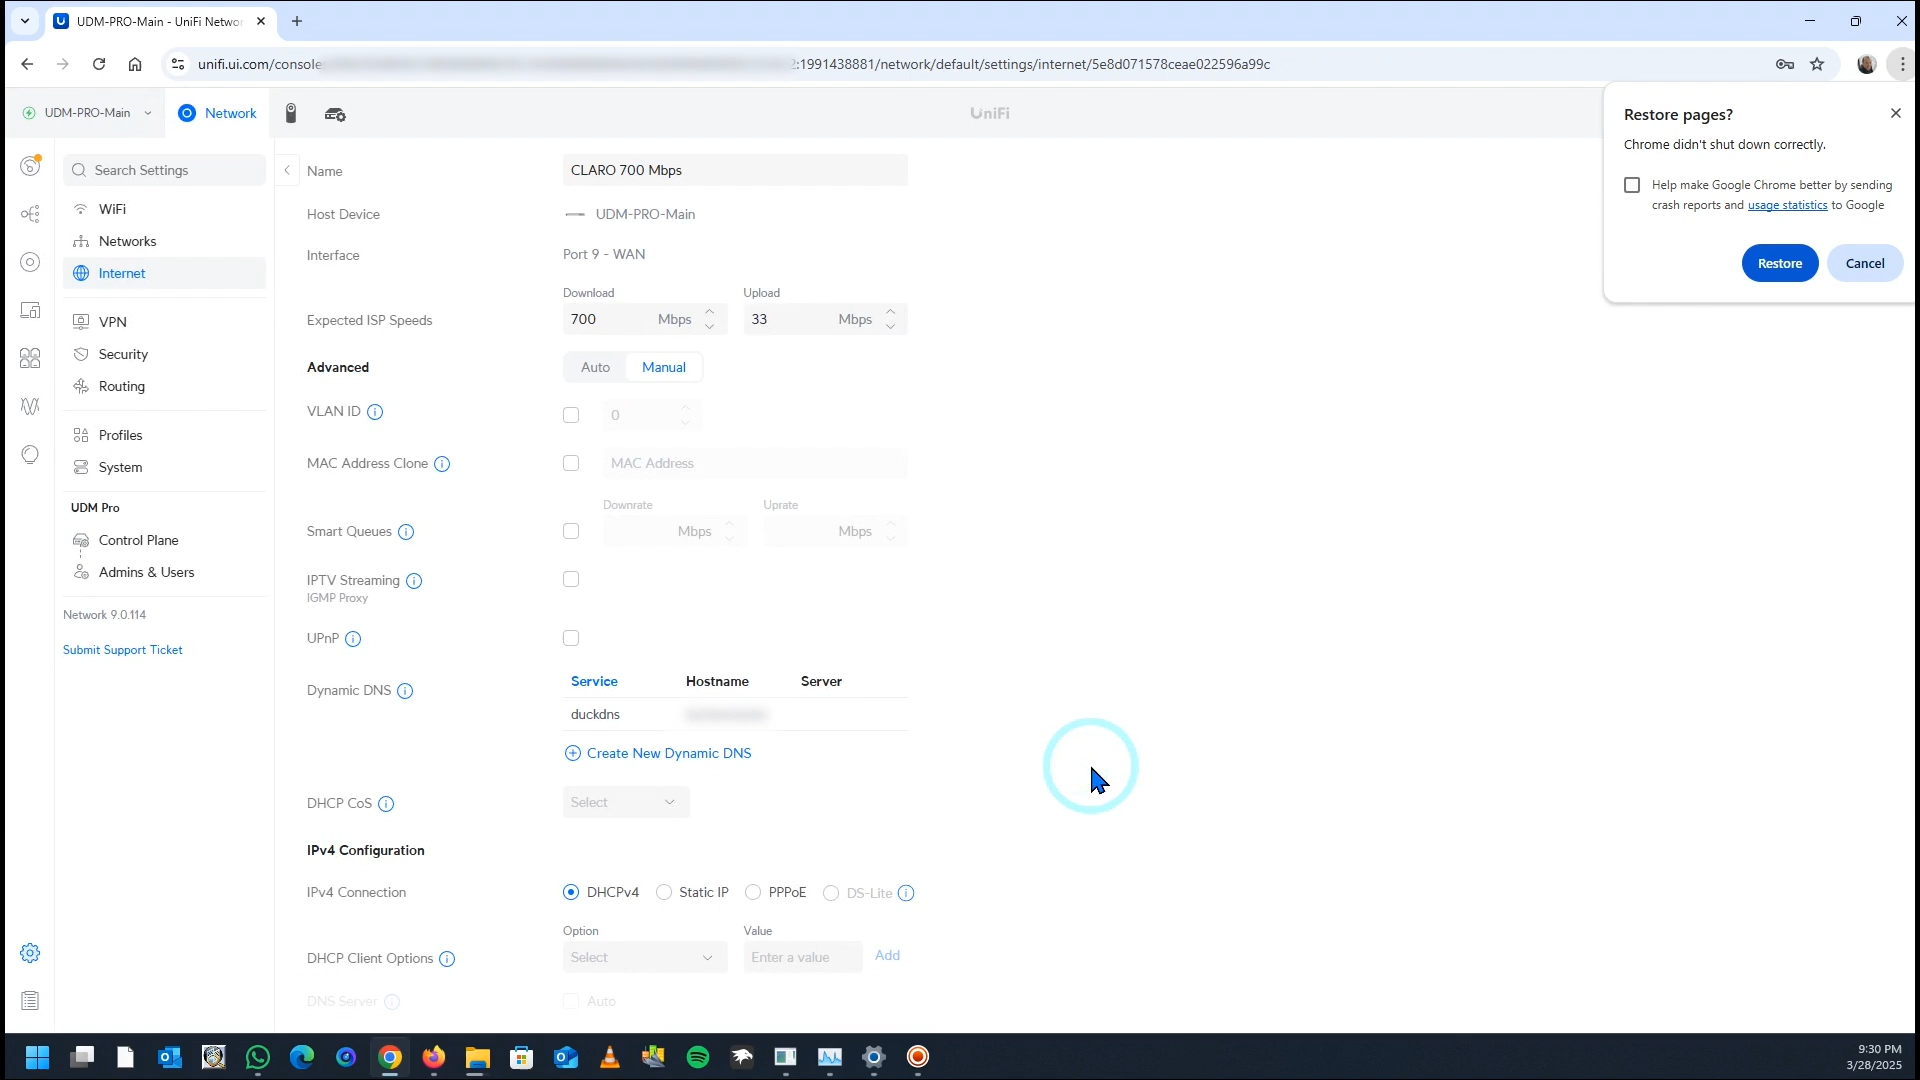 UDM-PRO-Main - UniFi Networ
unifi.ui.com/console
2:1991438881/network/default/settings/internet/5e8d071578ceae022596a99c
UDM-PRO-Main
Network
UniFi
Restore pages?
Chrome didn't shut down correctly.
Help make Google Chrome better by sending
crash reports and usage statistics to Google
Restore
Cancel
Search Settings
WiFi
Networks
Internet
VPN
Security
Routing
Profiles
System
UDM Pro
Control Plane
Admins & Users
Network 9.0.114
Submit Support Ticket
Name
CLARO 700 Mbps
Host Device
UDM-PRO-Main
Interface
Port 9 - WAN
Download
Upload
Expected ISP Speeds
700 Mbps
33 Mbps
Advanced
Auto
Manual
VLAN ID
0
MAC Address Clone
MAC Address
Downrate
Uprate
Smart Queues
Mbps
Mbps
IPTV Streaming
IGMP Proxy
UPnP
Dynamic DNS
Service
Hostname
Server
duckdns
Create New Dynamic DNS
DHCP CoS
Select
IPv4 Configuration
IPv4 Connection
DHCPv4
Static IP
PPPoE
DS-Lite
Option
Value
DHCP Client Options
Select
Enter a value
Add
DNS Server
Auto
9:30 PM
3/28/2025